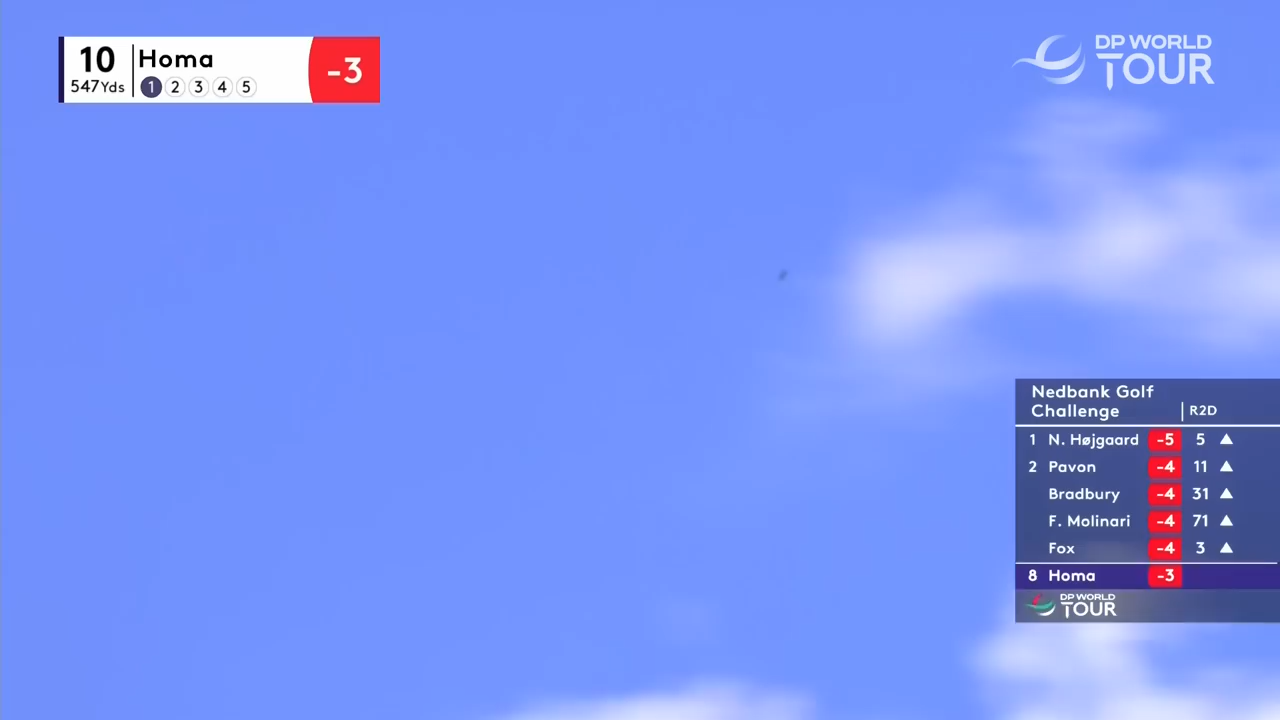 10 Homa -3
547Yds 1 2 3 4 5
DP WORLD
TOUR
Nedbank Golf
Challenge R2D
1 N. Højgaard -5 5 ▲
2 Pavon -4 11 ▲
Bradbury -4 31 ▲
F. Molinari -4 71 ▲
Fox -4 3 ▲
8 Homa -3
DP WORLD
TOUR